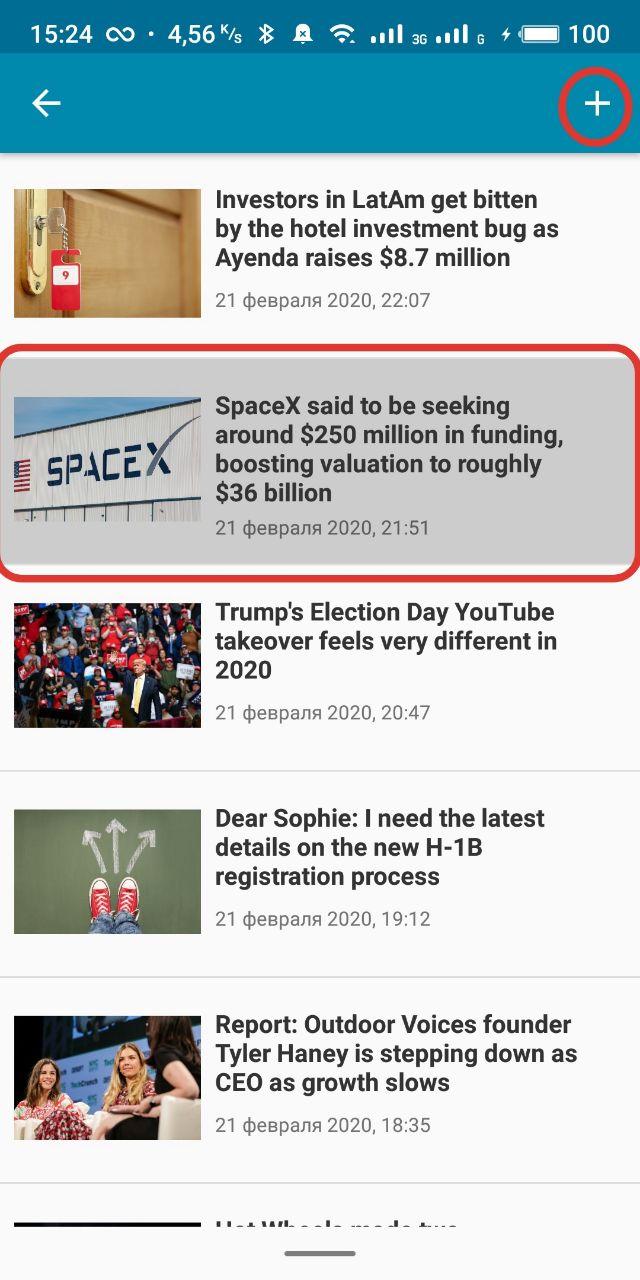 15:24 4,56 K/s 3G G 100
Investors in LatAm get bitten
by the hotel investment bug as
Ayenda raises $8.7 million
21 февраля 2020, 22:07
9
SpaceX said to be seeking
around $250 million in funding,
boosting valuation to roughly
$36 billion
21 февраля 2020, 21:51
SPACEX
Trump's Election Day YouTube
takeover feels very different in
2020
21 февраля 2020, 20:47
Dear Sophie: I need the latest
details on the new H-1B
registration process
21 февраля 2020, 19:12
Report: Outdoor Voices founder
Tyler Haney is stepping down as
CEO as growth slows
21 февраля 2020, 18:35
Hot Wheels made two